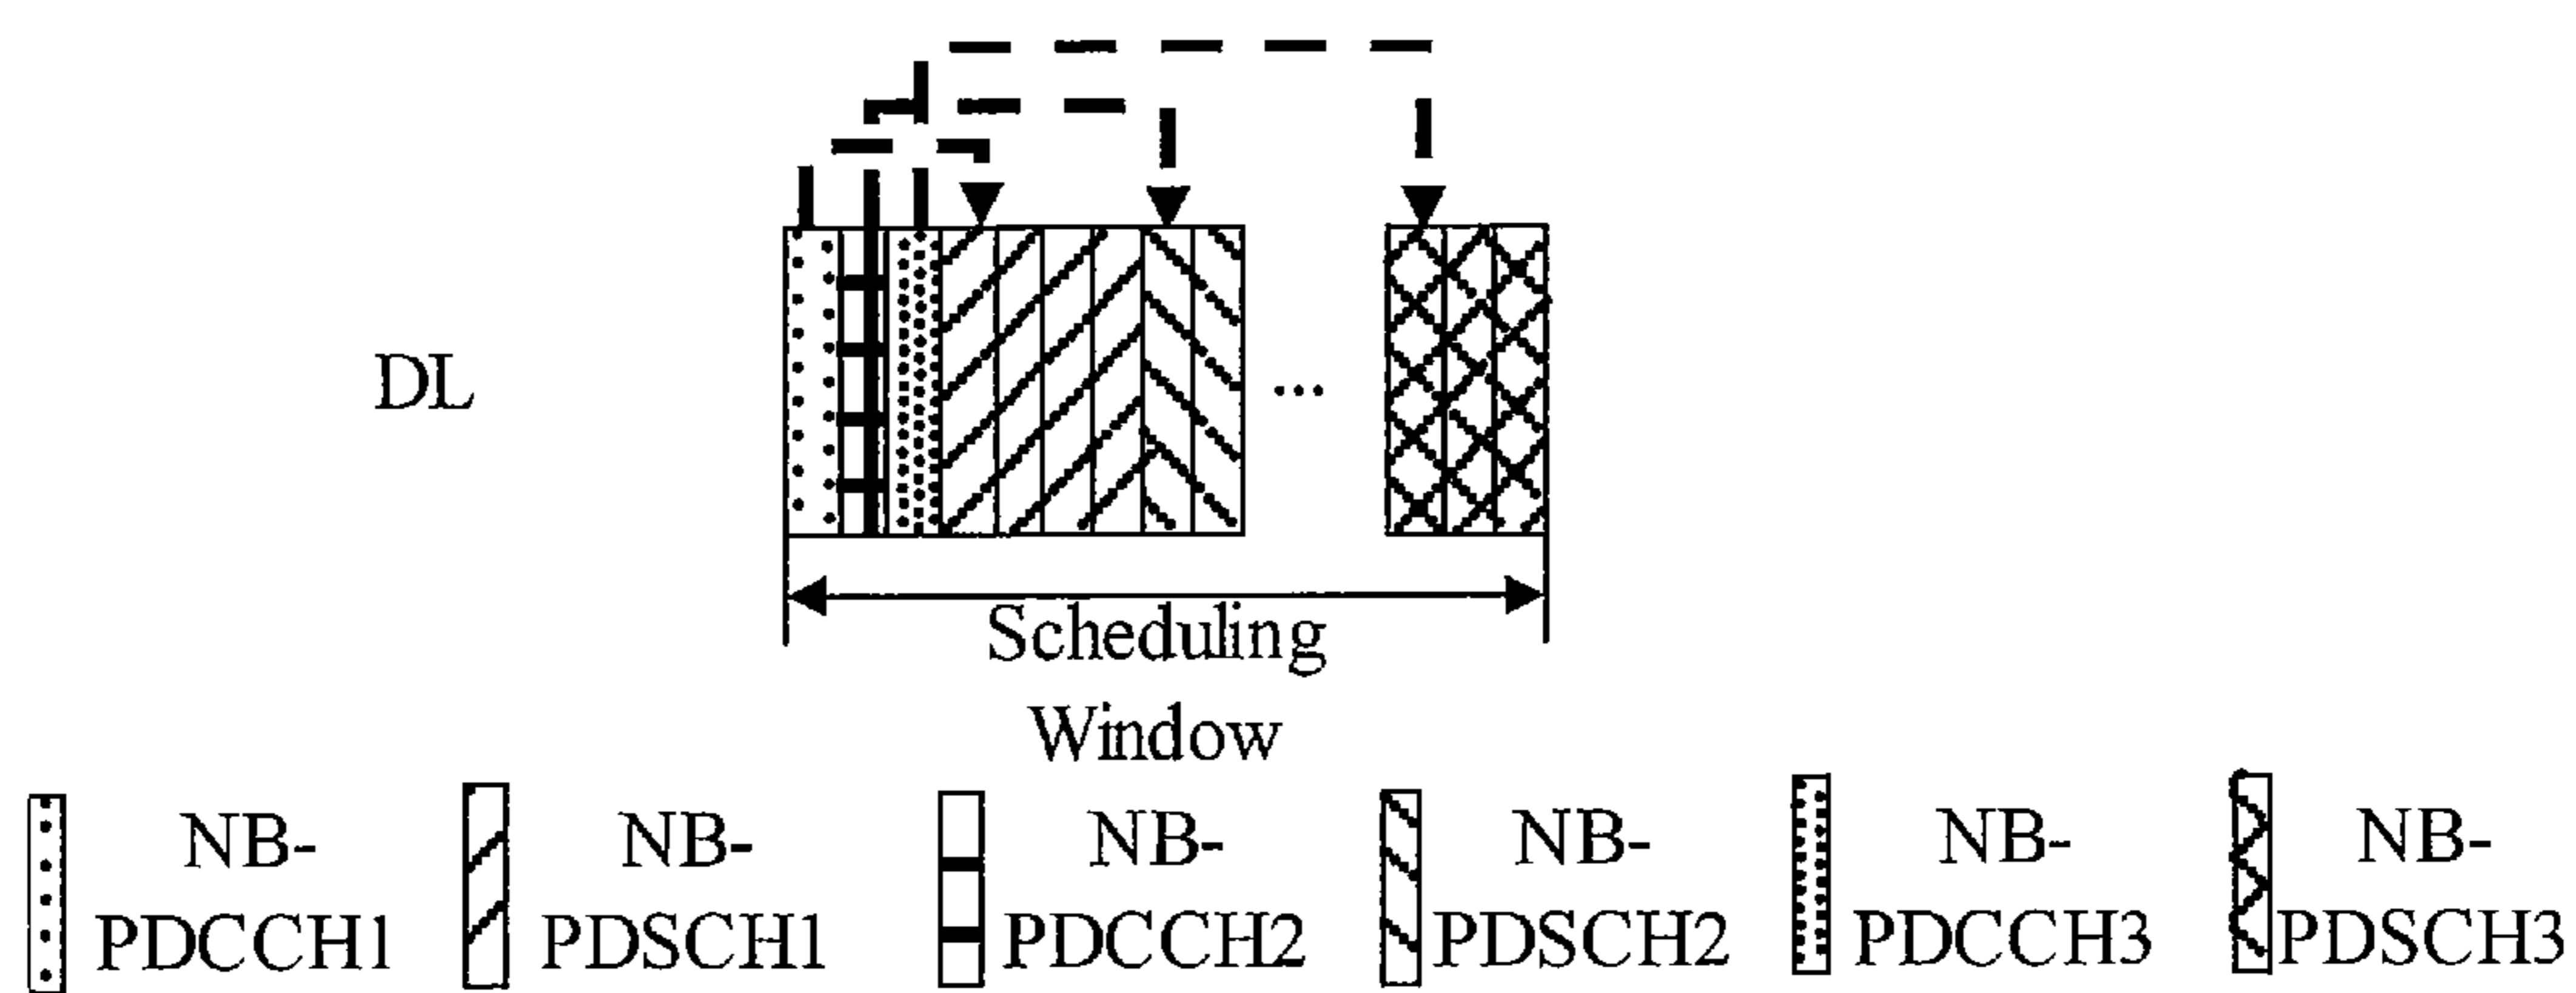 DL
...
Scheduling
Window
NB-
PDCCH1
NB-
PDSCH1
NB-
PDCCH2
NB-
PDSCH2
NB-
PDCCH3
NB-
PDSCH3